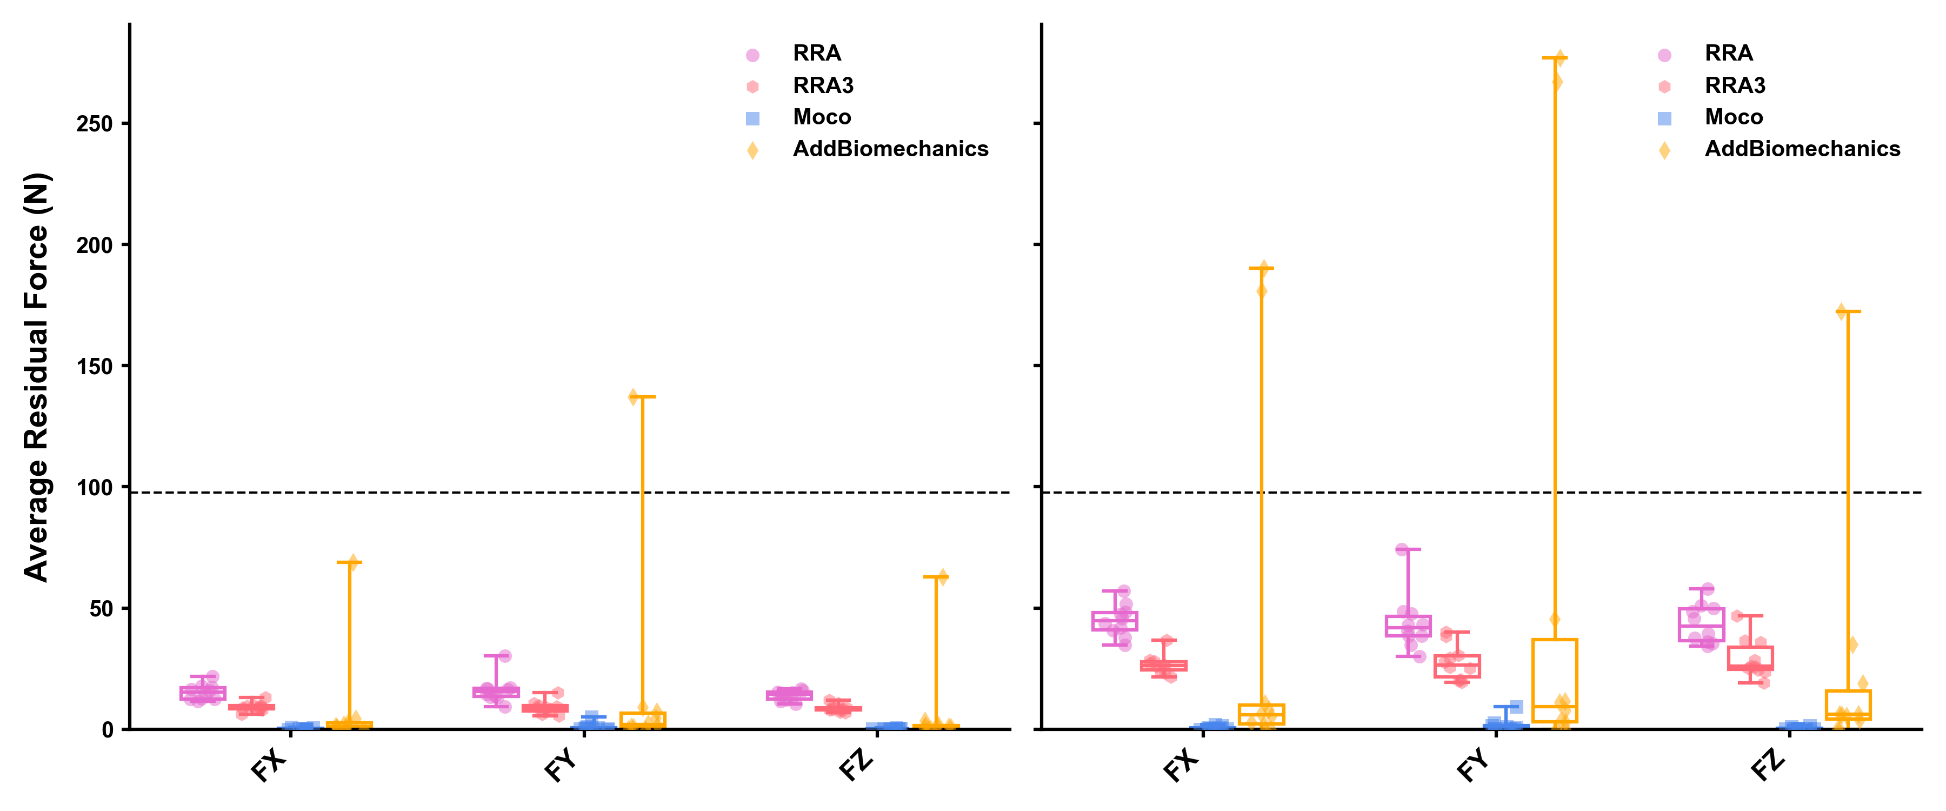 Average Residual Force (N)
250
200
150
100
50
0
RRA
RRA3
Moco
AddBiomechanics
FX
FY
FZ
RRA
RRA3
Moco
AddBiomechanics
FX
FY
FZ